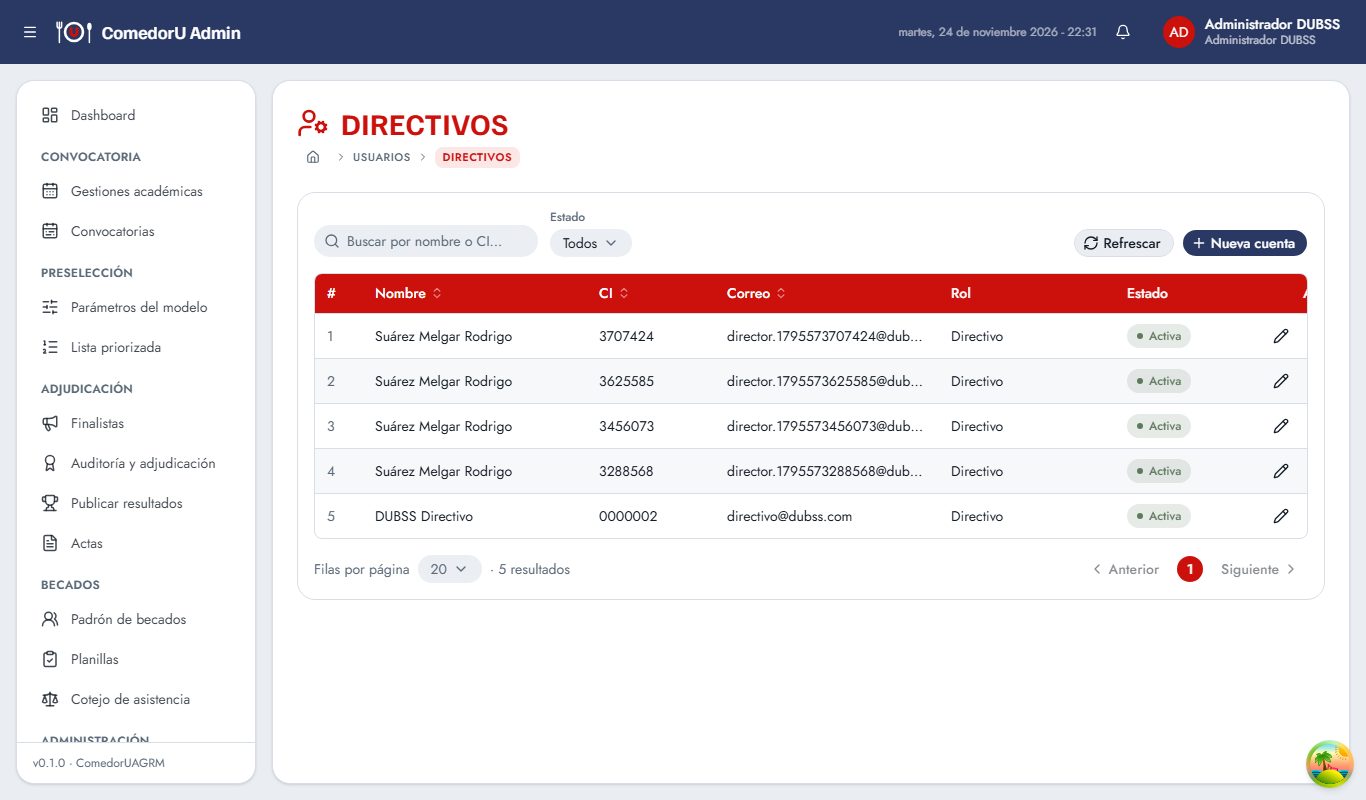 ComedorU Admin
martes, 24 de noviembre 2026 - 22:31
AD
Administrador DUBSS
Administrador DUBSS
Dashboard
CONVOCATORIA
Gestiones académicas
Convocatorias
PRESELECCIÓN
Parámetros del modelo
Lista priorizada
ADJUDICACIÓN
Finalistas
Auditoría y adjudicación
Publicar resultados
Actas
BECADOS
Padrón de becados
Planillas
Cotejo de asistencia
ADMINISTRACIÓN
v0.1.0 · ComedorUAGRM
DIRECTIVOS
USUARIOS
DIRECTIVOS
Estado
Buscar por nombre o CI...
Todos
Refrescar
Nueva cuenta
# Nombre CI Correo Rol Estado
1 Suárez Melgar Rodrigo 3707424 director.1795573707424@dub... Directivo Activa
2 Suárez Melgar Rodrigo 3625585 director.1795573625585@dub... Directivo Activa
3 Suárez Melgar Rodrigo 3456073 director.1795573456073@dub... Directivo Activa
4 Suárez Melgar Rodrigo 3288568 director.1795573288568@dub... Directivo Activa
5 DUBSS Directivo 0000002 directivo@dubss.com Directivo Activa
Filas por página 20 · 5 resultados
Anterior 1 Siguiente